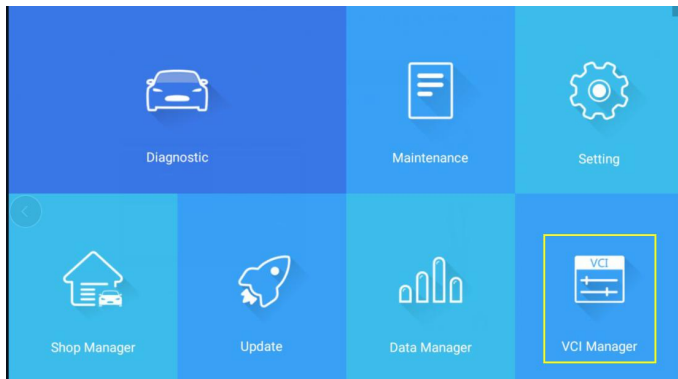 Diagnostic
Maintenance
Setting
Shop Manager
Update
Data Manager
VCI
VCI Manager